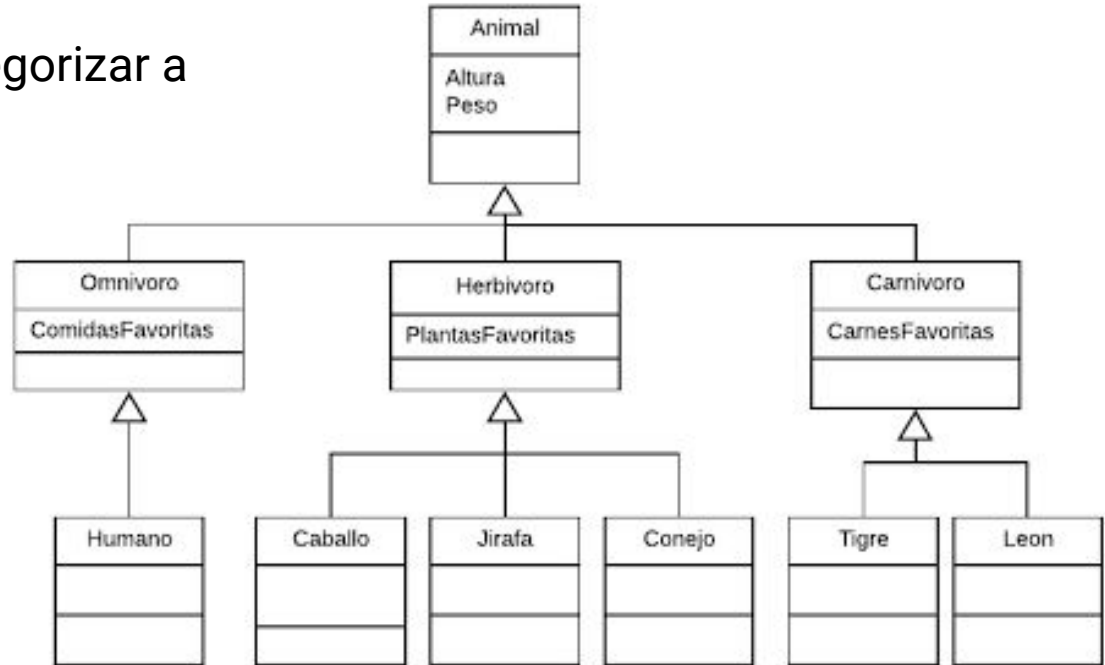 gorizar a
Animal
Altura
Peso
Omnivoro
ComidasFavoritas
Herbivoro
PlantasFavoritas
Carnivoro
CarnesFavoritas
Humano
Caballo
Jirafa
Conejo
Tigre
Leon